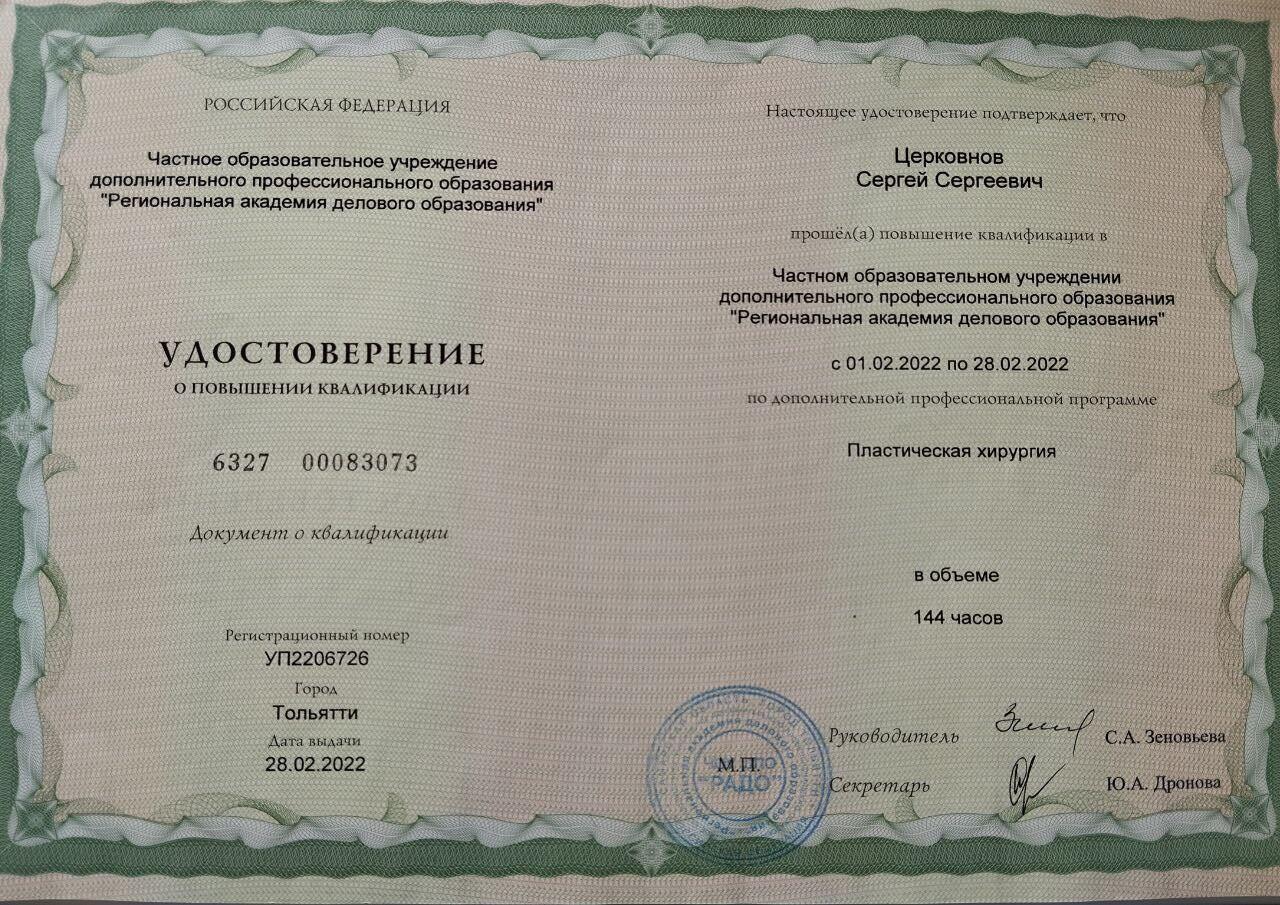 РОССИЙСКАЯ ФЕДЕРАЦИЯ
Частное образовательное учреждение
дополнительного профессионального образования
"Региональная академия делового образования"
УДОСТОВЕРЕНИЕ
О ПОВЫШЕНИИ КВАЛИФИКАЦИИ
6327 00083073
Документ о квалификации
Регистрационный номер
УП2206726
Город
Тольятти
Дата выдачи
28.02.2022
Настоящее удостоверение подтверждает, что
Церковнов
Сергей Сергеевич
прошёл(а) повышение квалификации в
Частном образовательном учреждении
дополнительного профессионального образования
"Региональная академия делового образования"
с 01.02.2022 по 28.02.2022
по дополнительной профессиональной программе
Пластическая хирургия
в объеме
144 часов
Руководитель С.А. Зеновьева
М.П.
Секретарь Ю.А. Дронова
"РАДО"